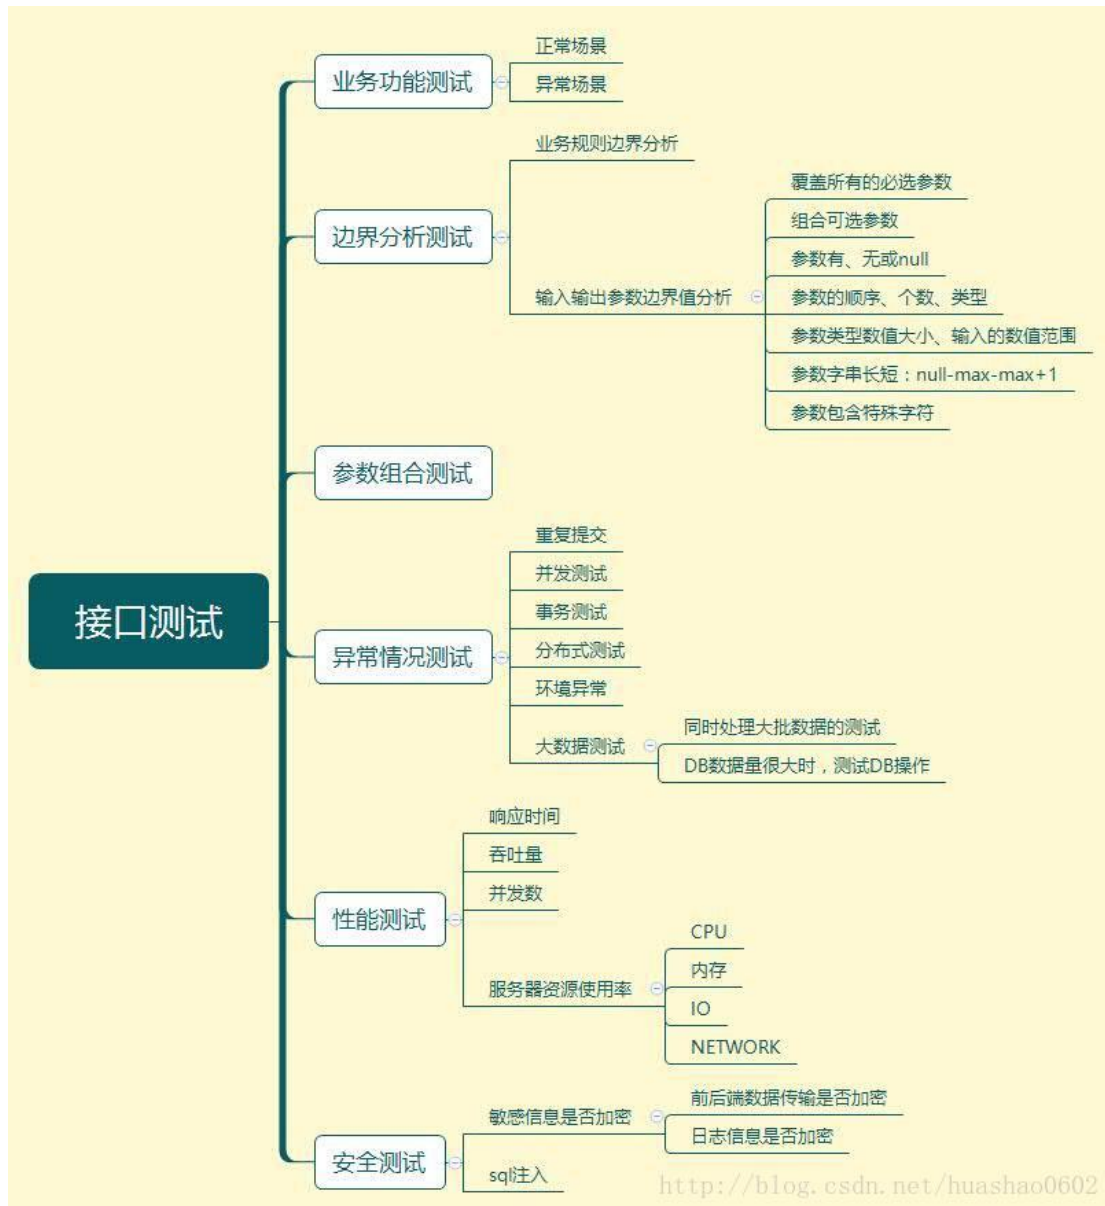 接口测试
业务功能测试
正常场景
异常场景
边界分析测试
业务规则边界分析
输入输出参数边界值分析
覆盖所有的必选参数
组合可选参数
参数有、无或null
参数的顺序、个数、类型
参数类型数值大小、输入的数值范围
参数字串长短：null-max-max+1
参数包含特殊字符
参数组合测试
异常情况测试
重复提交
并发测试
事务测试
分布式测试
环境异常
大数据测试
同时处理大批数据的测试
DB数据量很大时，测试DB操作
性能测试
响应时间
吞吐量
并发数
服务器资源使用率
CPU
内存
IO
NETWORK
安全测试
敏感信息是否加密
前后端数据传输是否加密
日志信息是否加密
sql注入
http://blog.csdn.net/huashao0602